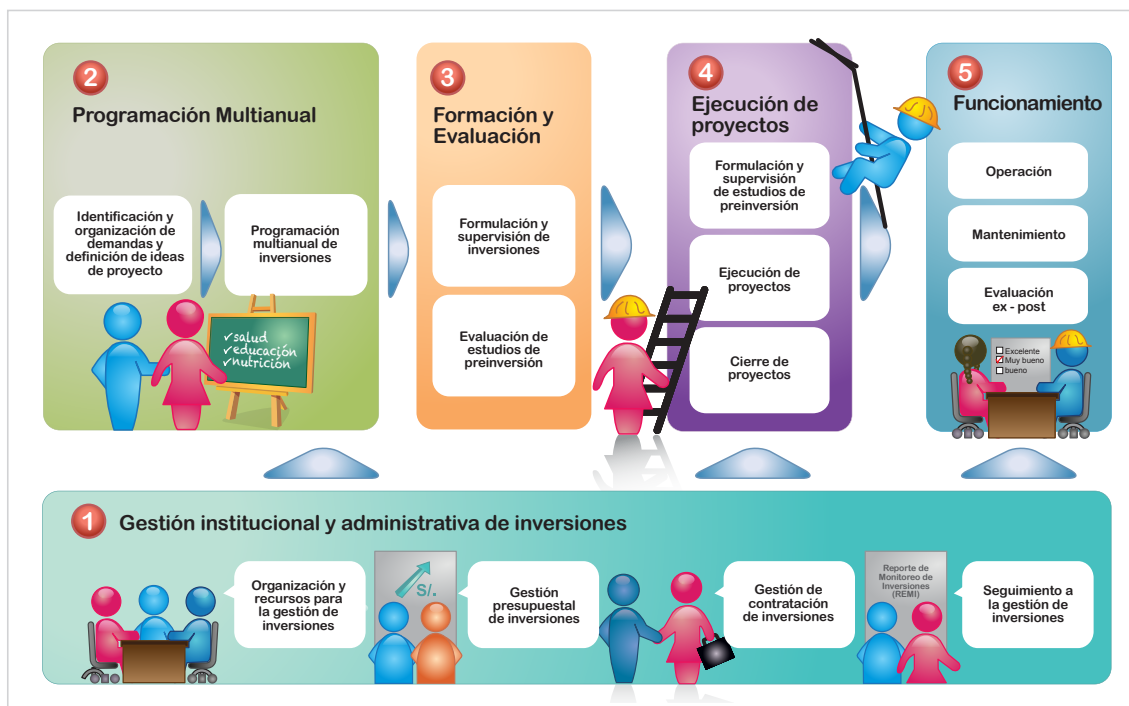 2
Programación Multianual
Identificación y
organización de
demandas y
definición de ideas
de proyecto
Programación
multianual de
inversiones
✓salud
✓educación
✓nutrición
3
Formación y
Evaluación
Formulación y
supervisión de
inversiones
Evaluación de
estudios de
preinversión
4
Ejecución de
proyectos
Formulación y
supervisión
de estudios de
preinversión
Ejecución de
proyectos
Cierre de
proyectos
5
Funcionamiento
Operación
Mantenimiento
Evaluación
ex - post
Excelente
Muy bueno
bueno
1
Gestión institucional y administrativa de inversiones
Organización y
recursos para
la gestión de
inversiones
S/.
Gestión
presupuestal
de inversiones
Gestión de
contratación
de inversiones
Reporte de
Monitoreo de
Inversiones
(REMI)
Seguimiento a
la gestión de
inversiones